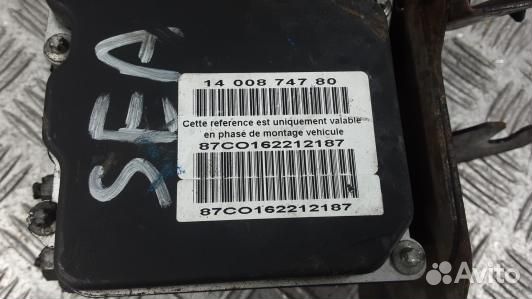 SEA
14 008 747 80
Cette reference est uniquement valable
en phase de montage vehicule
87CO162212187
87CO162212187
Avito